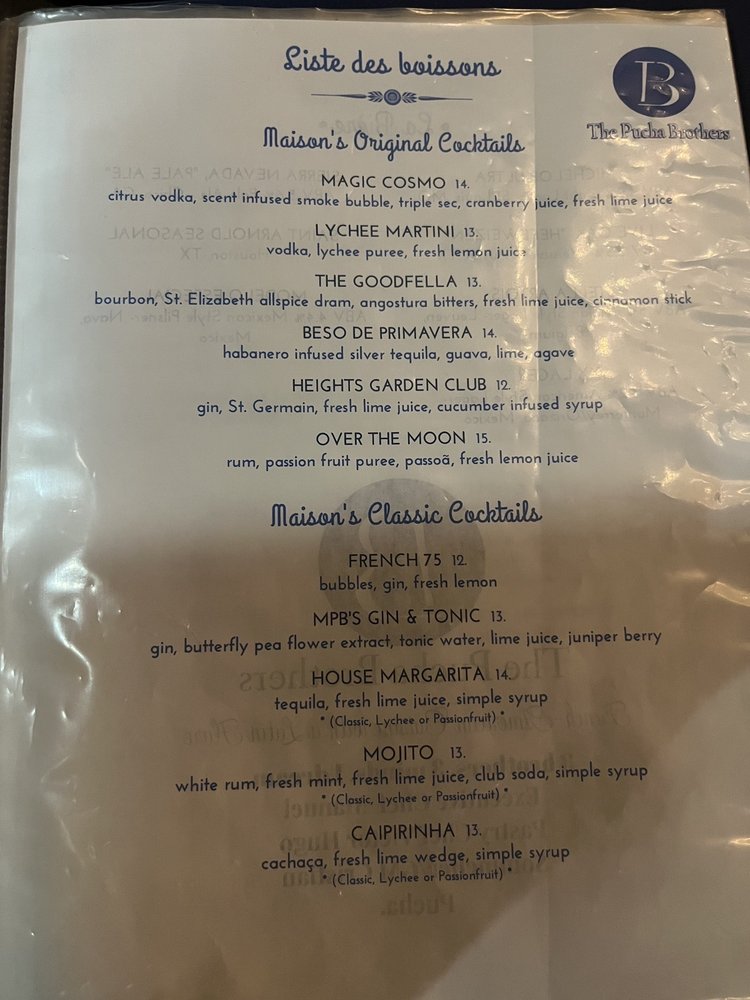 Liste des boissons
B
The Pucha Brothers
Maison's Original Cocktails
MAGIC COSMO 14.
citrus vodka, scent infused smoke bubble, triple sec, cranberry juice, fresh lime juice
LYCHEE MARTINI 13.
vodka, lychee puree, fresh lemon juice
THE GOODFELLA 13.
bourbon, St. Elizabeth allspice dram, angostura bitters, fresh lime juice, cinnamon stick
BESO DE PRIMAVERA 14.
habanero infused silver tequila, guava, lime, agave
HEIGHTS GARDEN CLUB 12.
gin, St. Germain, fresh lime juice, cucumber infused syrup
OVER THE MOON 15.
rum, passion fruit puree, passoã, fresh lemon juice
Maison's Classic Cocktails
FRENCH 75 12.
bubbles, gin, fresh lemon
MPB'S GIN & TONIC 13.
gin, butterfly pea flower extract, tonic water, lime juice, juniper berry
HOUSE MARGARITA 14.
tequila, fresh lime juice, simple syrup
* (Classic, Lychee or Passionfruit) *
MOJITO 13.
white rum, fresh mint, fresh lime juice, club soda, simple syrup
* (Classic, Lychee or Passionfruit) *
CAIPIRINHA 13.
cachaça, fresh lime wedge, simple syrup
* (Classic, Lychee or Passionfruit) *